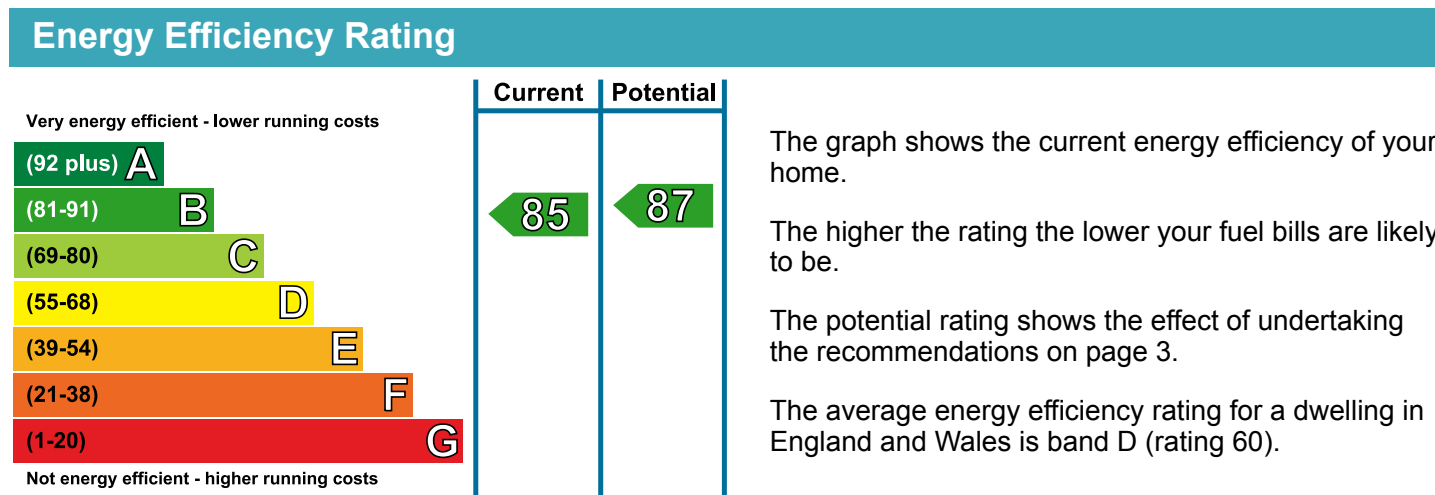 Energy Efficiency Rating
Current Potential
Very energy efficient - lower running costs
(92 plus) A
(81-91) B
85 87
(69-80) C
(55-68) D
(39-54) E
(21-38) F
(1-20) G
Not energy efficient - higher running costs
The graph shows the current energy efficiency of your
home.
The higher the rating the lower your fuel bills are likely
to be.
The potential rating shows the effect of undertaking
the recommendations on page 3.
The average energy efficiency rating for a dwelling in
England and Wales is band D (rating 60).